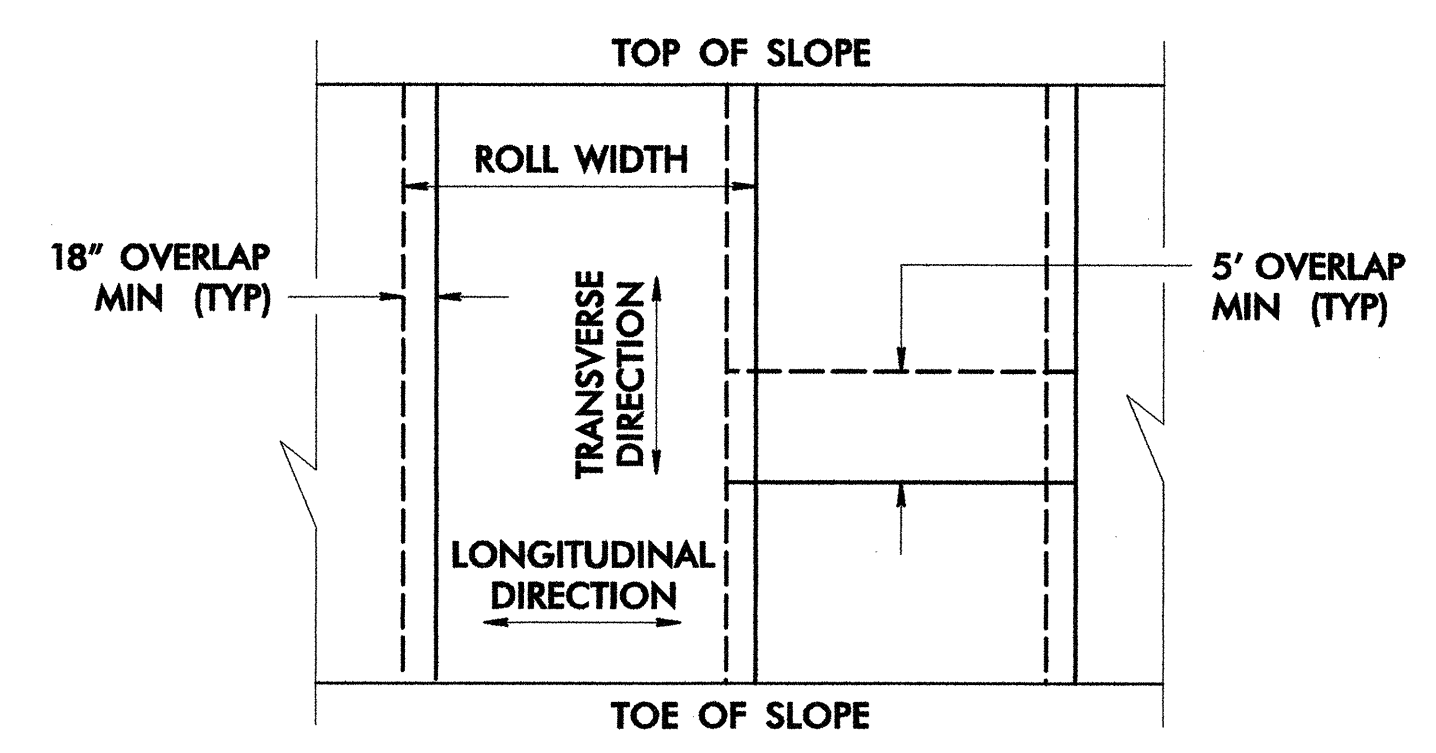 TOP OF SLOPE
ROLL WIDTH
18" OVERLAP
MIN (TYP)
5' OVERLAP
MIN (TYP)
TRANSVERSE
DIRECTION
LONGITUDINAL
DIRECTION
TOE OF SLOPE